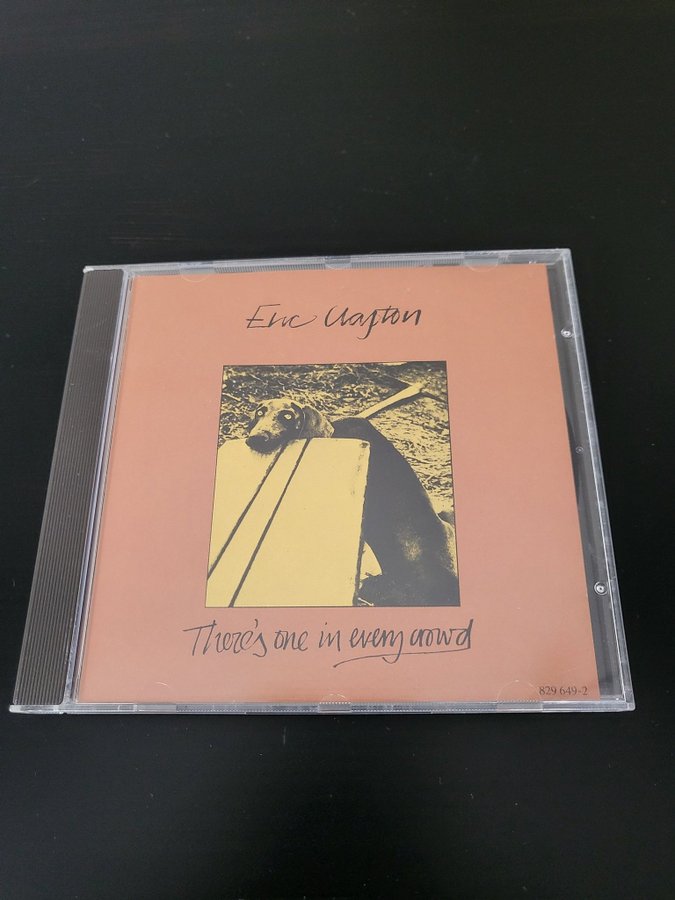 Eric Clapton
There's one in every crowd
829 649-2